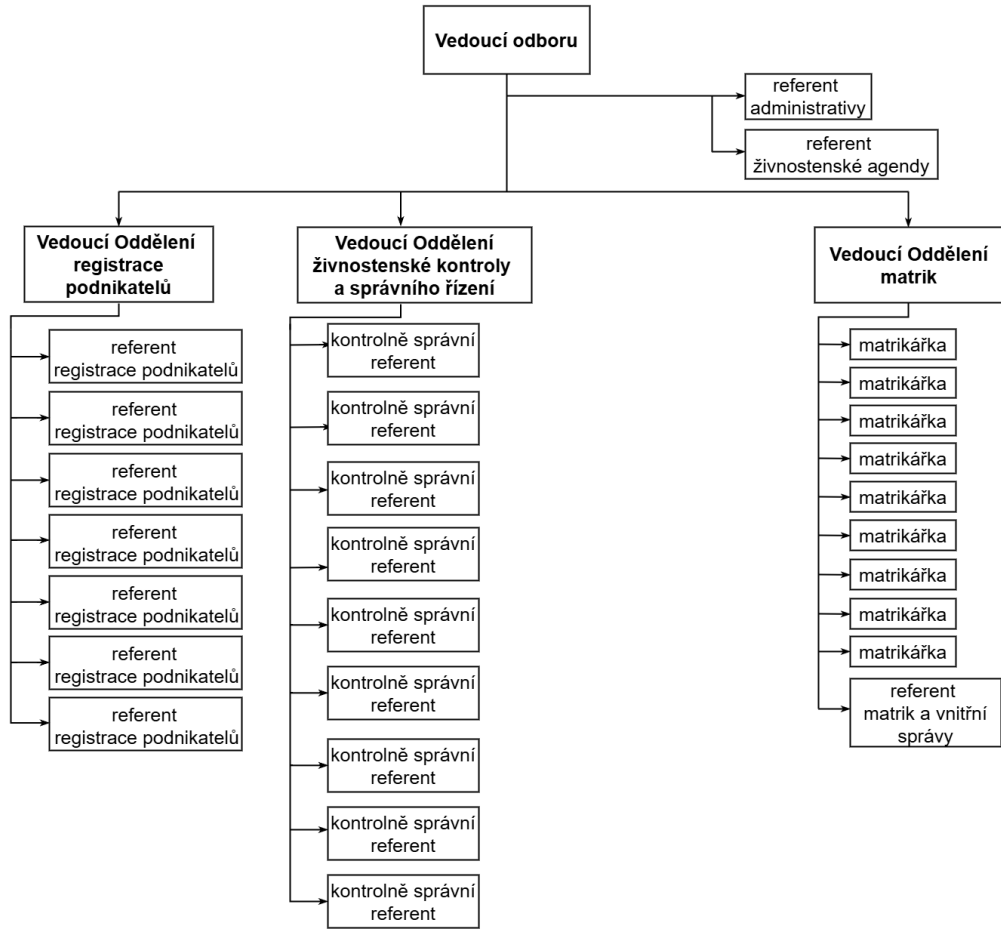 Vedoucí odboru
referent
administrativy
referent
živnostenské agendy
Vedoucí Oddělení
registrace
podnikatelů
referent
registrace podnikatelů
referent
registrace podnikatelů
referent
registrace podnikatelů
referent
registrace podnikatelů
referent
registrace podnikatelů
referent
registrace podnikatelů
referent
registrace podnikatelů
Vedoucí Oddělení
živnostenské kontroly
a správního řízení
kontrolně správní
referent
kontrolně správní
referent
kontrolně správní
referent
kontrolně správní
referent
kontrolně správní
referent
kontrolně správní
referent
kontrolně správní
referent
kontrolně správní
referent
kontrolně správní
referent
Vedoucí Oddělení
matrik
matrikářka
matrikářka
matrikářka
matrikářka
matrikářka
matrikářka
matrikářka
matrikářka
matrikářka
referent
matrik a vnitřní
správy